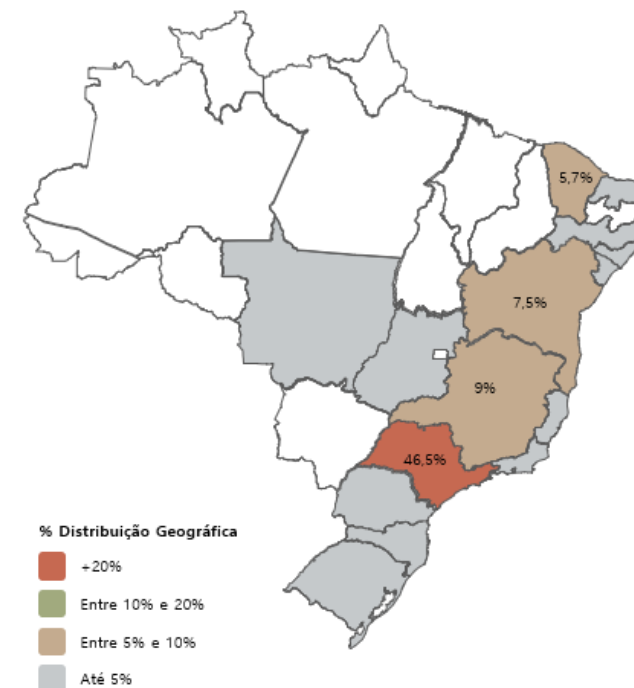 5,7%
7,5%
9%
46,5%
% Distribuição Geográfica
+20%
Entre 10% e 20%
Entre 5% e 10%
Até 5%